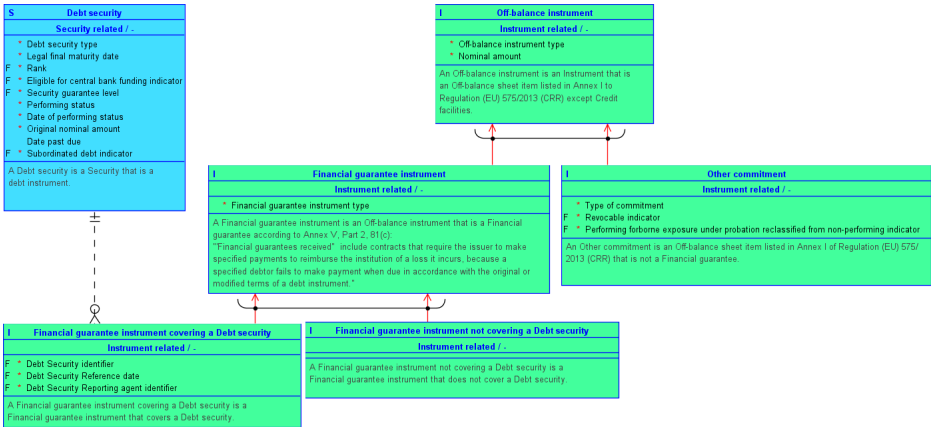 S Debt security
Security related / -
* Debt security type
* Legal final maturity date
F * Rank
F * Eligible for central bank funding indicator
F * Security guarantee level
* Performing status
* Date of performing status
* Original nominal amount
Date past due
F * Subordinated debt indicator
A Debt security is a Security that is a
debt instrument.
I Off-balance instrument
Instrument related / -
* Off-balance instrument type
* Nominal amount
An Off-balance instrument is an Instrument that is
an Off-balance sheet item listed in Annex I to
Regulation (EU) 575/2013 (CRR) except Credit
facilities.
I Financial guarantee instrument
Instrument related / -
* Financial guarantee instrument type
A Financial guarantee instrument is an Off-balance instrument that is a Financial
guarantee according to Annex V, Part 2, 81(c):
"Financial guarantees received" include contracts that require the issuer to make
specified payments to reimburse the institution of a loss it incurs, because a
specified debtor fails to make payment when due in accordance with the original or
modified terms of a debt instrument."
I Other commitment
Instrument related / -
* Type of commitment
F * Revocable indicator
F * Performing forborne exposure under probation reclassified from non-performing indicator
An Other commitment is an Off-balance sheet item listed in Annex I of Regulation (EU) 575/
2013 (CRR) that is not a Financial guarantee.
I Financial guarantee instrument covering a Debt security
Instrument related / -
F * Debt Security identifier
F * Debt Security Reference date
F * Debt Security Reporting agent identifier
A Financial guarantee instrument covering a Debt security is a
Financial guarantee instrument that covers a Debt security.
I Financial guarantee instrument not covering a Debt security
Instrument related / -
A Financial guarantee instrument not covering a Debt security is a
Financial guarantee instrument that does not cover a Debt security.